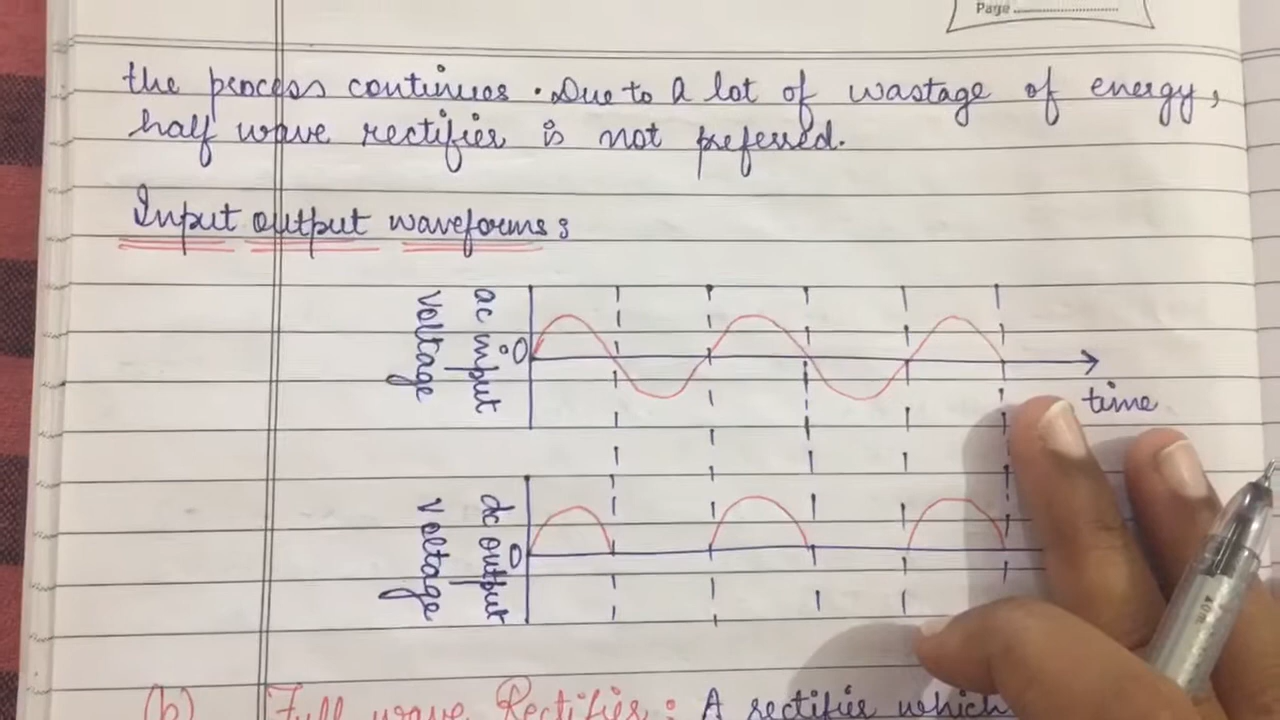 Page
the process continues. Due to a lot of wastage of energy,
half wave rectifier is not preferred.
Input output waveforms:
ac input
voltage
0
time
dc output
voltage
0
(b) Full wave Rectifier: A rectifier which